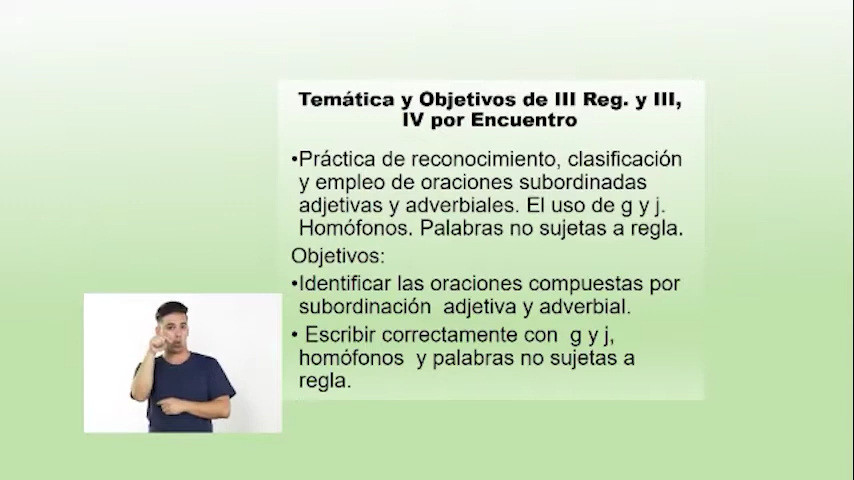 Temática y Objetivos de III Reg. y III,
IV por Encuentro
•Práctica de reconocimiento, clasificación
y empleo de oraciones subordinadas
adjetivas y adverbiales. El uso de g y j.
Homófonos. Palabras no sujetas a regla.
Objetivos:
•Identificar las oraciones compuestas por
subordinación adjetiva y adverbial.
• Escribir correctamente con g y j,
homófonos y palabras no sujetas a
regla.